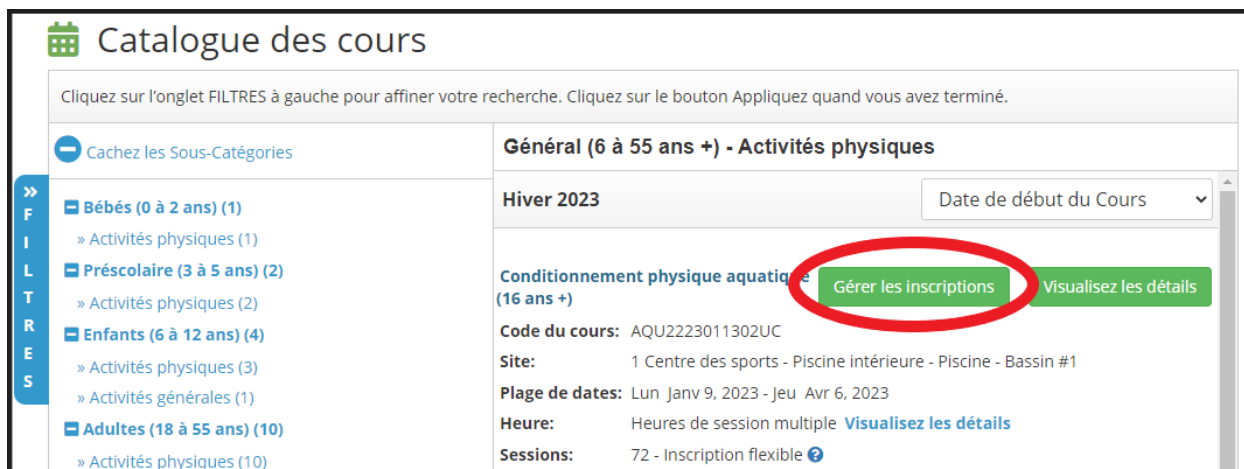 Catalogue des cours
Cliquez sur l'onglet FILTRES à gauche pour affiner votre recherche. Cliquez sur le bouton Appliquez quand vous avez terminé.
» FILTRES
Cachez les Sous-Catégories
Bébés (0 à 2 ans) (1)
» Activités physiques (1)
Préscolaire (3 à 5 ans) (2)
» Activités physiques (2)
Enfants (6 à 12 ans) (4)
» Activités physiques (3)
» Activités générales (1)
Adultes (18 à 55 ans) (10)
» Activités physiques (10)
Général (6 à 55 ans +) - Activités physiques
Hiver 2023
Date de début du Cours
Conditionnement physique aquatique
(16 ans +)
Gérer les inscriptions
Visualisez les détails
Code du cours: AQU2223011302UC
Site: 1 Centre des sports - Piscine intérieure - Piscine - Bassin #1
Plage de dates: Lun Janv 9, 2023 - Jeu Avr 6, 2023
Heure: Heures de session multiple Visualisez les détails
Sessions: 72 - Inscription flexible ?